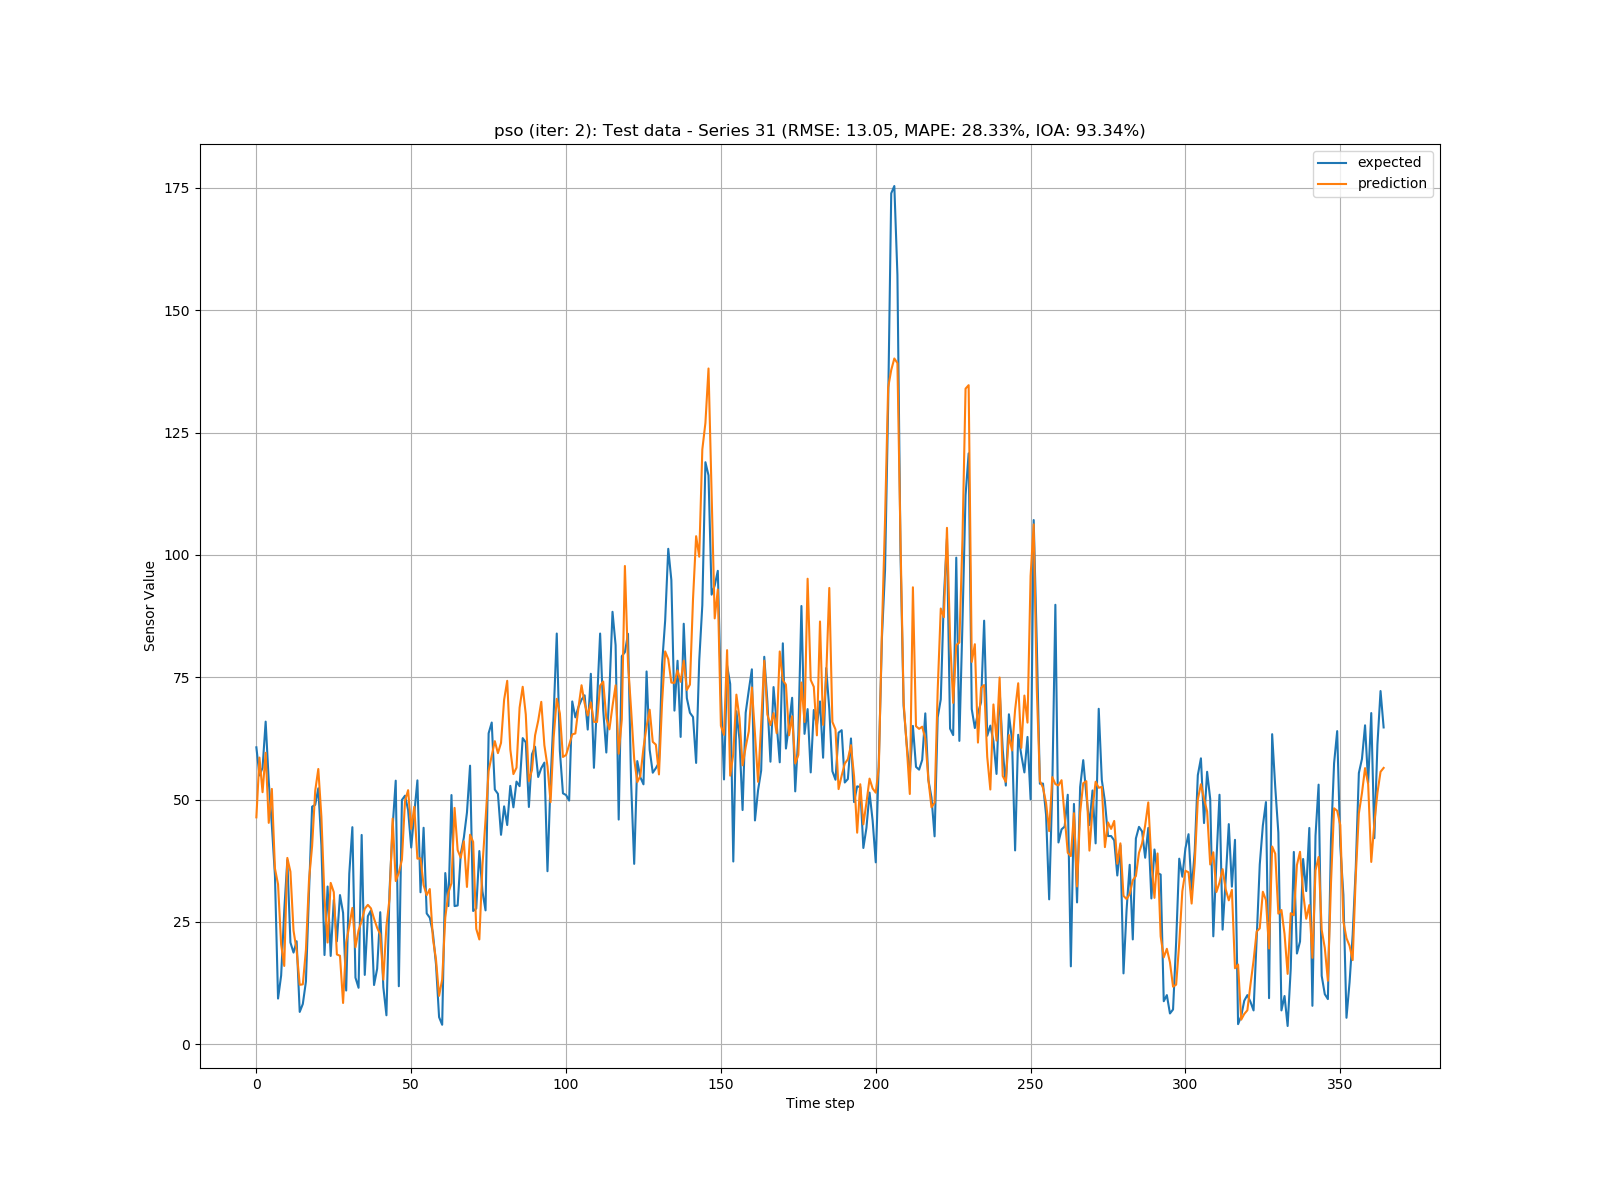 pso (iter: 2): Test data - Series 31 (RMSE: 13.05, MAPE: 28.33%, IOA: 93.34%)
expected
prediction
175
150
125
100
75
50
25
0
Sensor Value
0 50 100 150 200 250 300 350
Time step